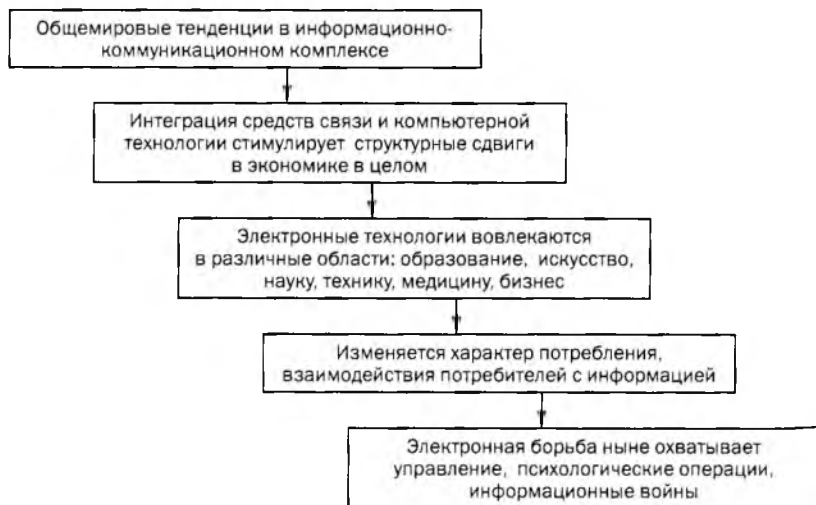 Общемировые тенденции в информационно-
коммуникационном комплексе
Интеграция средств связи и компьютерной
технологии стимулирует структурные сдвиги
в экономике в целом
Электронные технологии вовлекаются
в различные области: образование, искусство,
науку, технику, медицину, бизнес
Изменяется характер потребления,
взаимодействия потребителей с информацией
Электронная борьба ныне охватывает
управление, психологические операции,
информационные войны